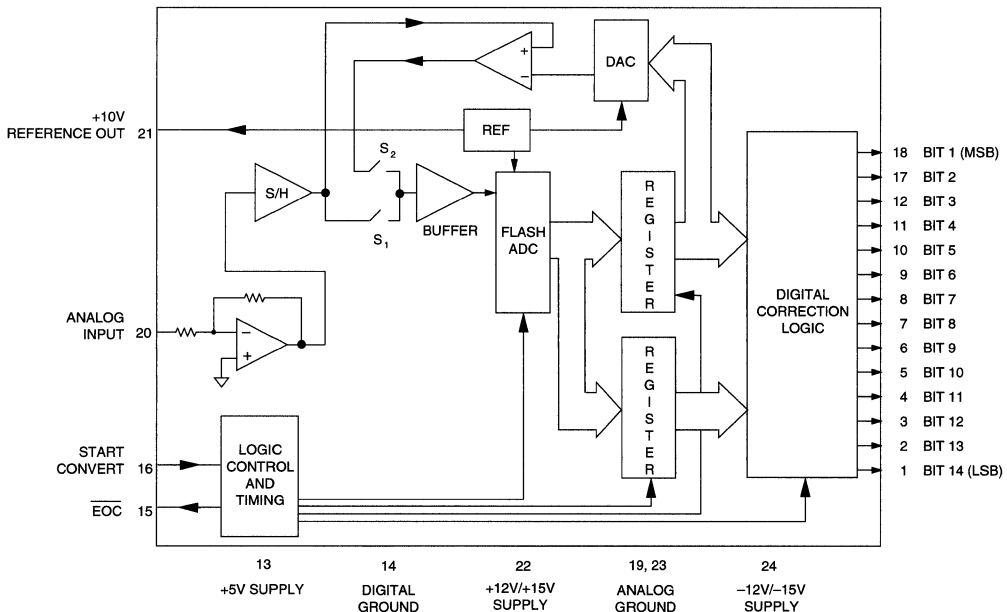 +
−
DAC
+10V
REFERENCE OUT 21
REF
S2
S/H
BUFFER
S1
FLASH
ADC
REGISTER
18 BIT 1 (MSB)
17 BIT 2
12 BIT 3
11 BIT 4
10 BIT 5
9 BIT 6
8 BIT 7
7 BIT 8
6 BIT 9
5 BIT 10
4 BIT 11
3 BIT 12
2 BIT 13
1 BIT 14 (LSB)
DIGITAL
CORRECTION
LOGIC
ANALOG
INPUT 20
−
+
REGISTER
START
CONVERT 16
EOC 15
LOGIC
CONTROL
AND
TIMING
13
+5V SUPPLY
14
DIGITAL
GROUND
22
+12V/+15V
SUPPLY
19, 23
ANALOG
GROUND
24
−12V/−15V
SUPPLY